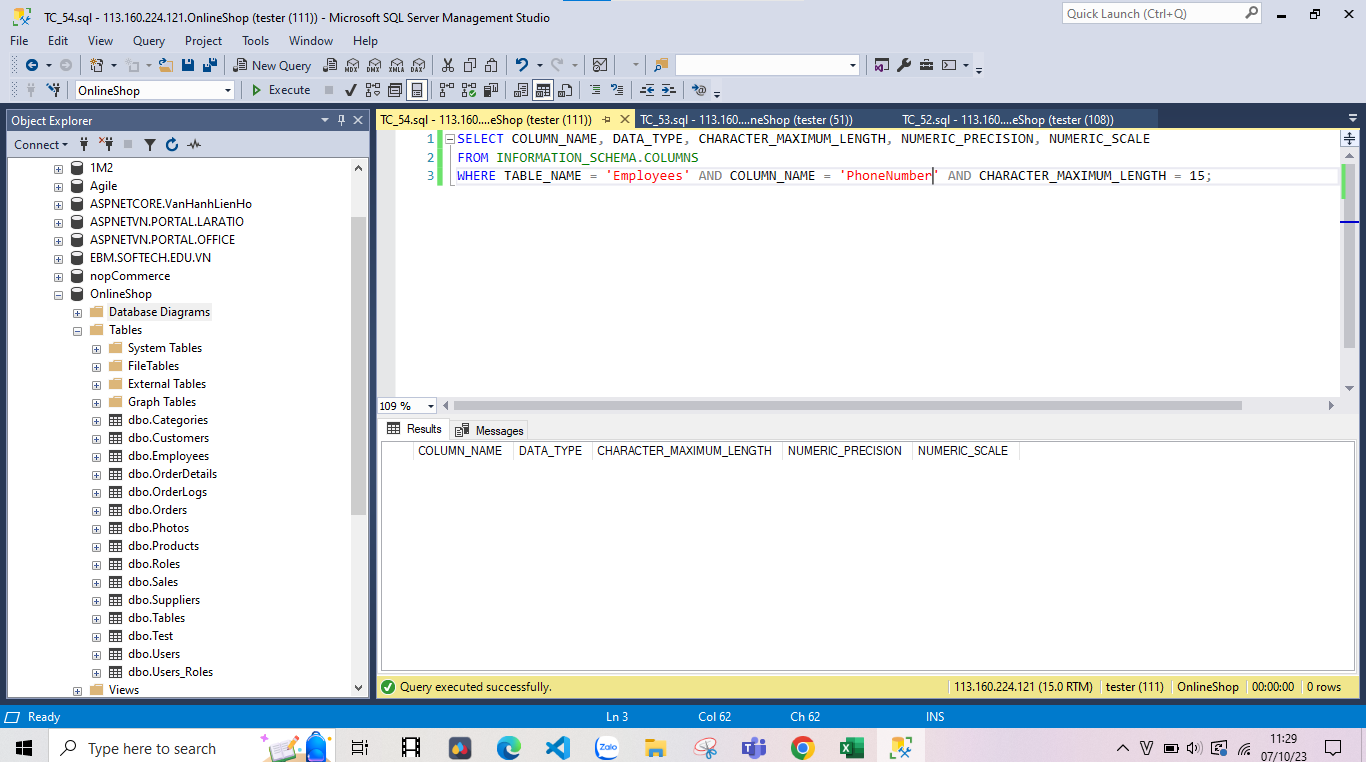 TC_54.sql - 113.160.224.121.OnlineShop (tester (111)) - Microsoft SQL Server Management Studio
Quick Launch (Ctrl+Q)
File Edit View Query Project Tools Window Help
New Query MDX DMX XMLA DAX
OnlineShop Execute
Object Explorer
Connect
1M2
Agile
ASPNETCORE.VanHanhLienHo
ASPNETVN.PORTAL.LARATIO
ASPNETVN.PORTAL.OFFICE
EBM.SOFTECH.EDU.VN
nopCommerce
OnlineShop
Database Diagrams
Tables
System Tables
FileTables
External Tables
Graph Tables
dbo.Categories
dbo.Customers
dbo.Employees
dbo.OrderDetails
dbo.OrderLogs
dbo.Orders
dbo.Photos
dbo.Products
dbo.Roles
dbo.Sales
dbo.Suppliers
dbo.Tables
dbo.Test
dbo.Users
dbo.Users_Roles
Views
TC_54.sql - 113.160....eShop (tester (111)) TC_53.sql - 113.160....neShop (tester (51)) TC_52.sql - 113.160....eShop (tester (108))
1 SELECT COLUMN_NAME, DATA_TYPE, CHARACTER_MAXIMUM_LENGTH, NUMERIC_PRECISION, NUMERIC_SCALE
2 FROM INFORMATION_SCHEMA.COLUMNS
3 WHERE TABLE_NAME = 'Employees' AND COLUMN_NAME = 'PhoneNumber' AND CHARACTER_MAXIMUM_LENGTH = 15;
109 %
Results Messages
COLUMN_NAME DATA_TYPE CHARACTER_MAXIMUM_LENGTH NUMERIC_PRECISION NUMERIC_SCALE
Query executed successfully. 113.160.224.121 (15.0 RTM) tester (111) OnlineShop 00:00:00 0 rows
Ready Ln 3 Col 62 Ch 62 INS
Type here to search
Zalo
11:29
07/10/23